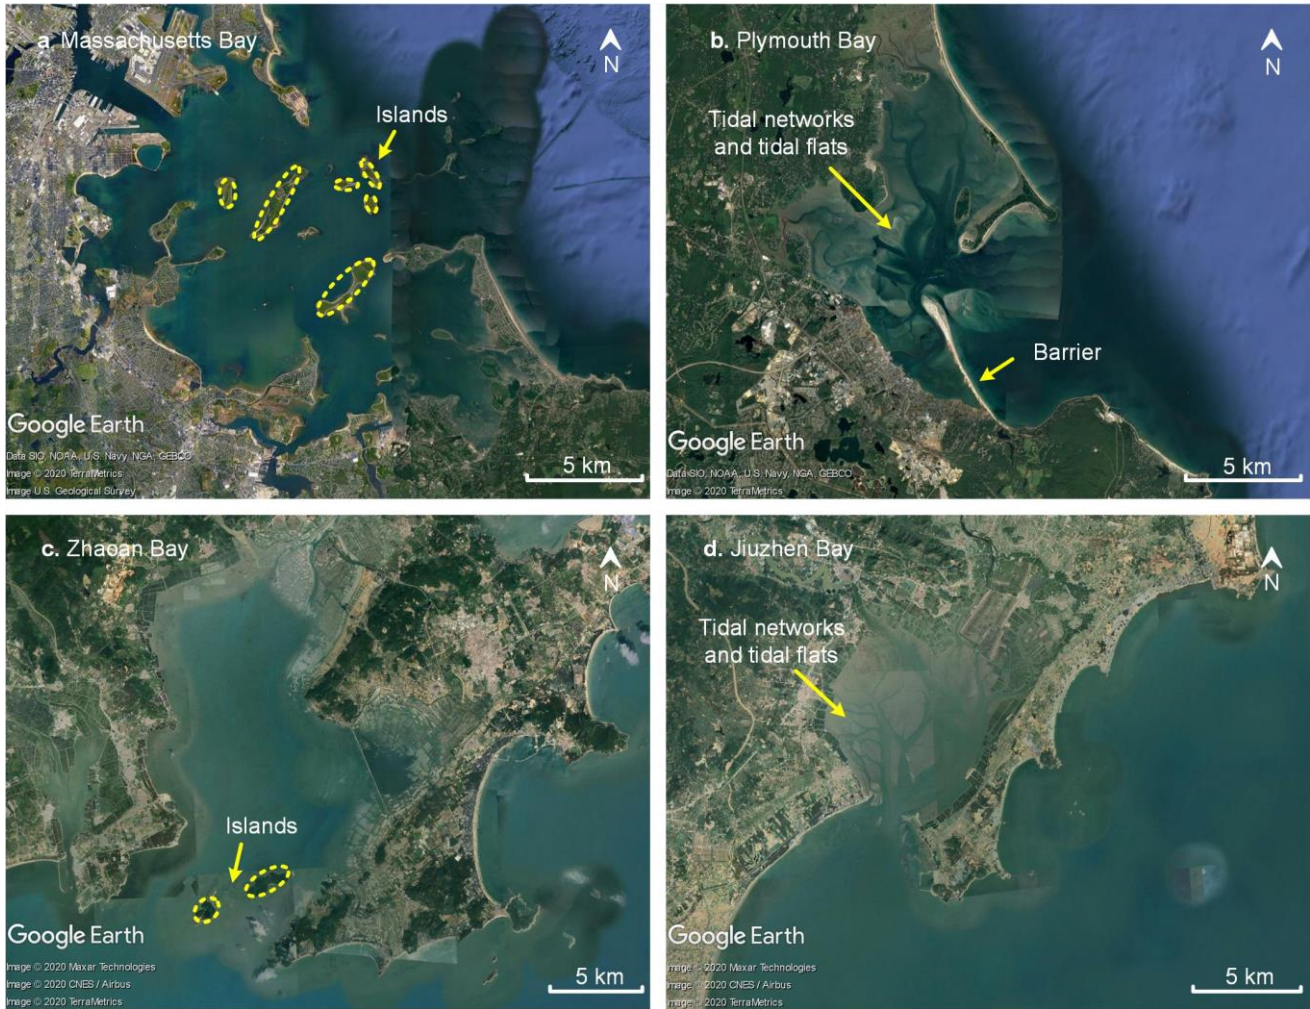 a. Massachusetts Bay
N
Islands
Google Earth
Data SIO, NOAA, U.S. Navy, NGA, GEBCO
Image © 2020 TerraMetrics
Image U.S. Geological Survey
5 km
b. Plymouth Bay
N
Tidal networks
and tidal flats
Barrier
Google Earth
Data SIO, NOAA, U.S. Navy, NGA, GEBCO
Image © 2020 TerraMetrics
5 km
c. Zhaoan Bay
N
Islands
Google Earth
Image © 2020 Maxar Technologies
Image © 2020 CNES / Airbus
Image © 2020 TerraMetrics
5 km
d. Jiuzhen Bay
N
Tidal networks
and tidal flats
Google Earth
Image © 2020 Maxar Technologies
Image © 2020 CNES / Airbus
Image © 2020 TerraMetrics
5 km